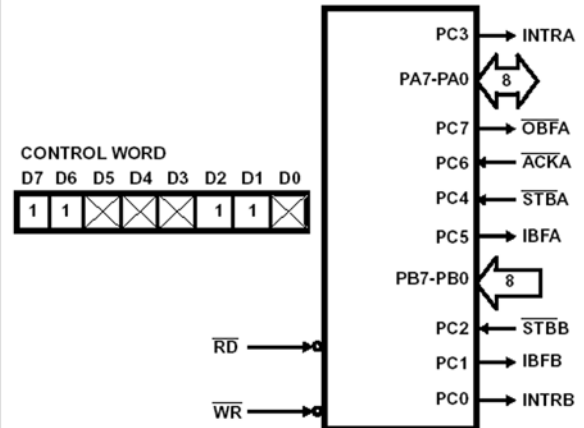 PC3 INTRA
PA7-PA0 8
PC7 OBFA
CONTROL WORD
PC6 ACKA
D7 D6 D5 D4 D3 D2 D1 D0
PC4 STBA
1 1 1 1
PC5 IBFA
PB7-PB0 8
PC2 STBB
RD
PC1 IBFB
PC0 INTRB
WR